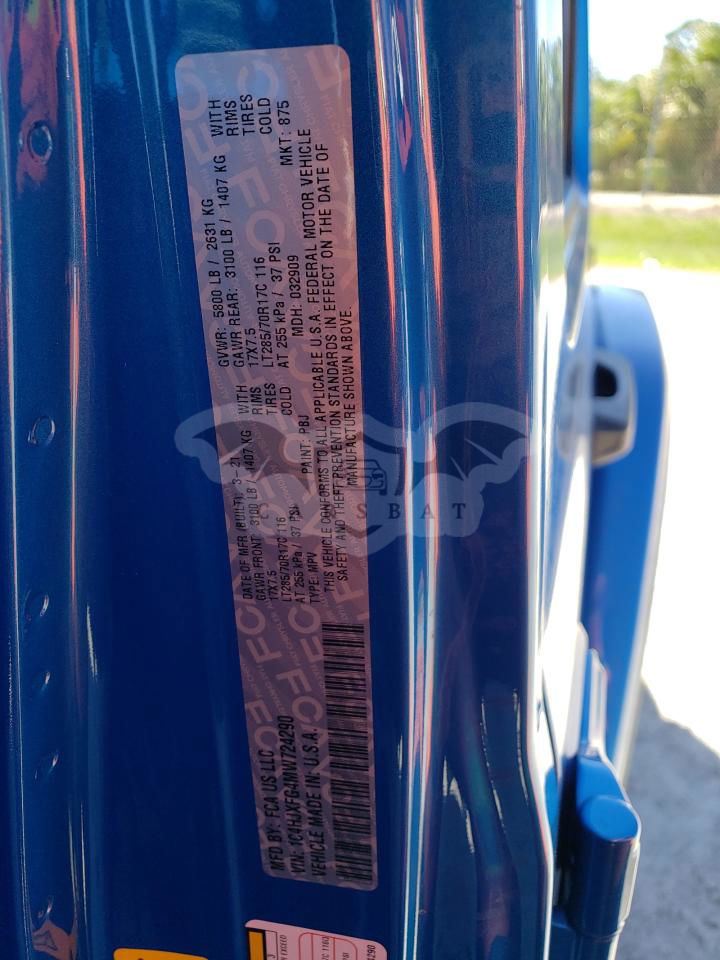 MFD BY: FCA US LLC
DATE OF MFR (BUILT): 3-21
GVWR: 5800 LB / 2631 KG
WITH
GAWR FRONT: 3100 LB / 1407 KG WITH
GAWR REAR: 3100 LB / 1407 KG
RIMS
17X7.5 RIMS
17X7.5
TIRES
LT285/70R17C 116 TIRES
LT285/70R17C 116
COLD
AT 255 kPa / 37 PSI COLD
AT 255 kPa / 37 PSI
MKT: 875
VIN: 1C4HJXFG4MW724290
TYPE: MPV
PAINT: PBJ
MDH: 032909
VEHICLE MADE IN: U.S.A.
THIS VEHICLE CONFORMS TO ALL APPLICABLE U.S.A. FEDERAL MOTOR VEHICLE
SAFETY AND THEFT PREVENTION STANDARDS IN EFFECT ON THE DATE OF
MANUFACTURE SHOWN ABOVE.
FCA